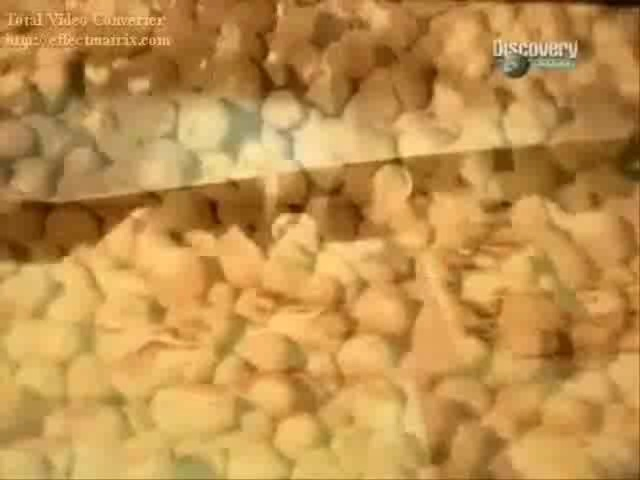 Total Video Converter
http://effectmatrix.com
Discovery